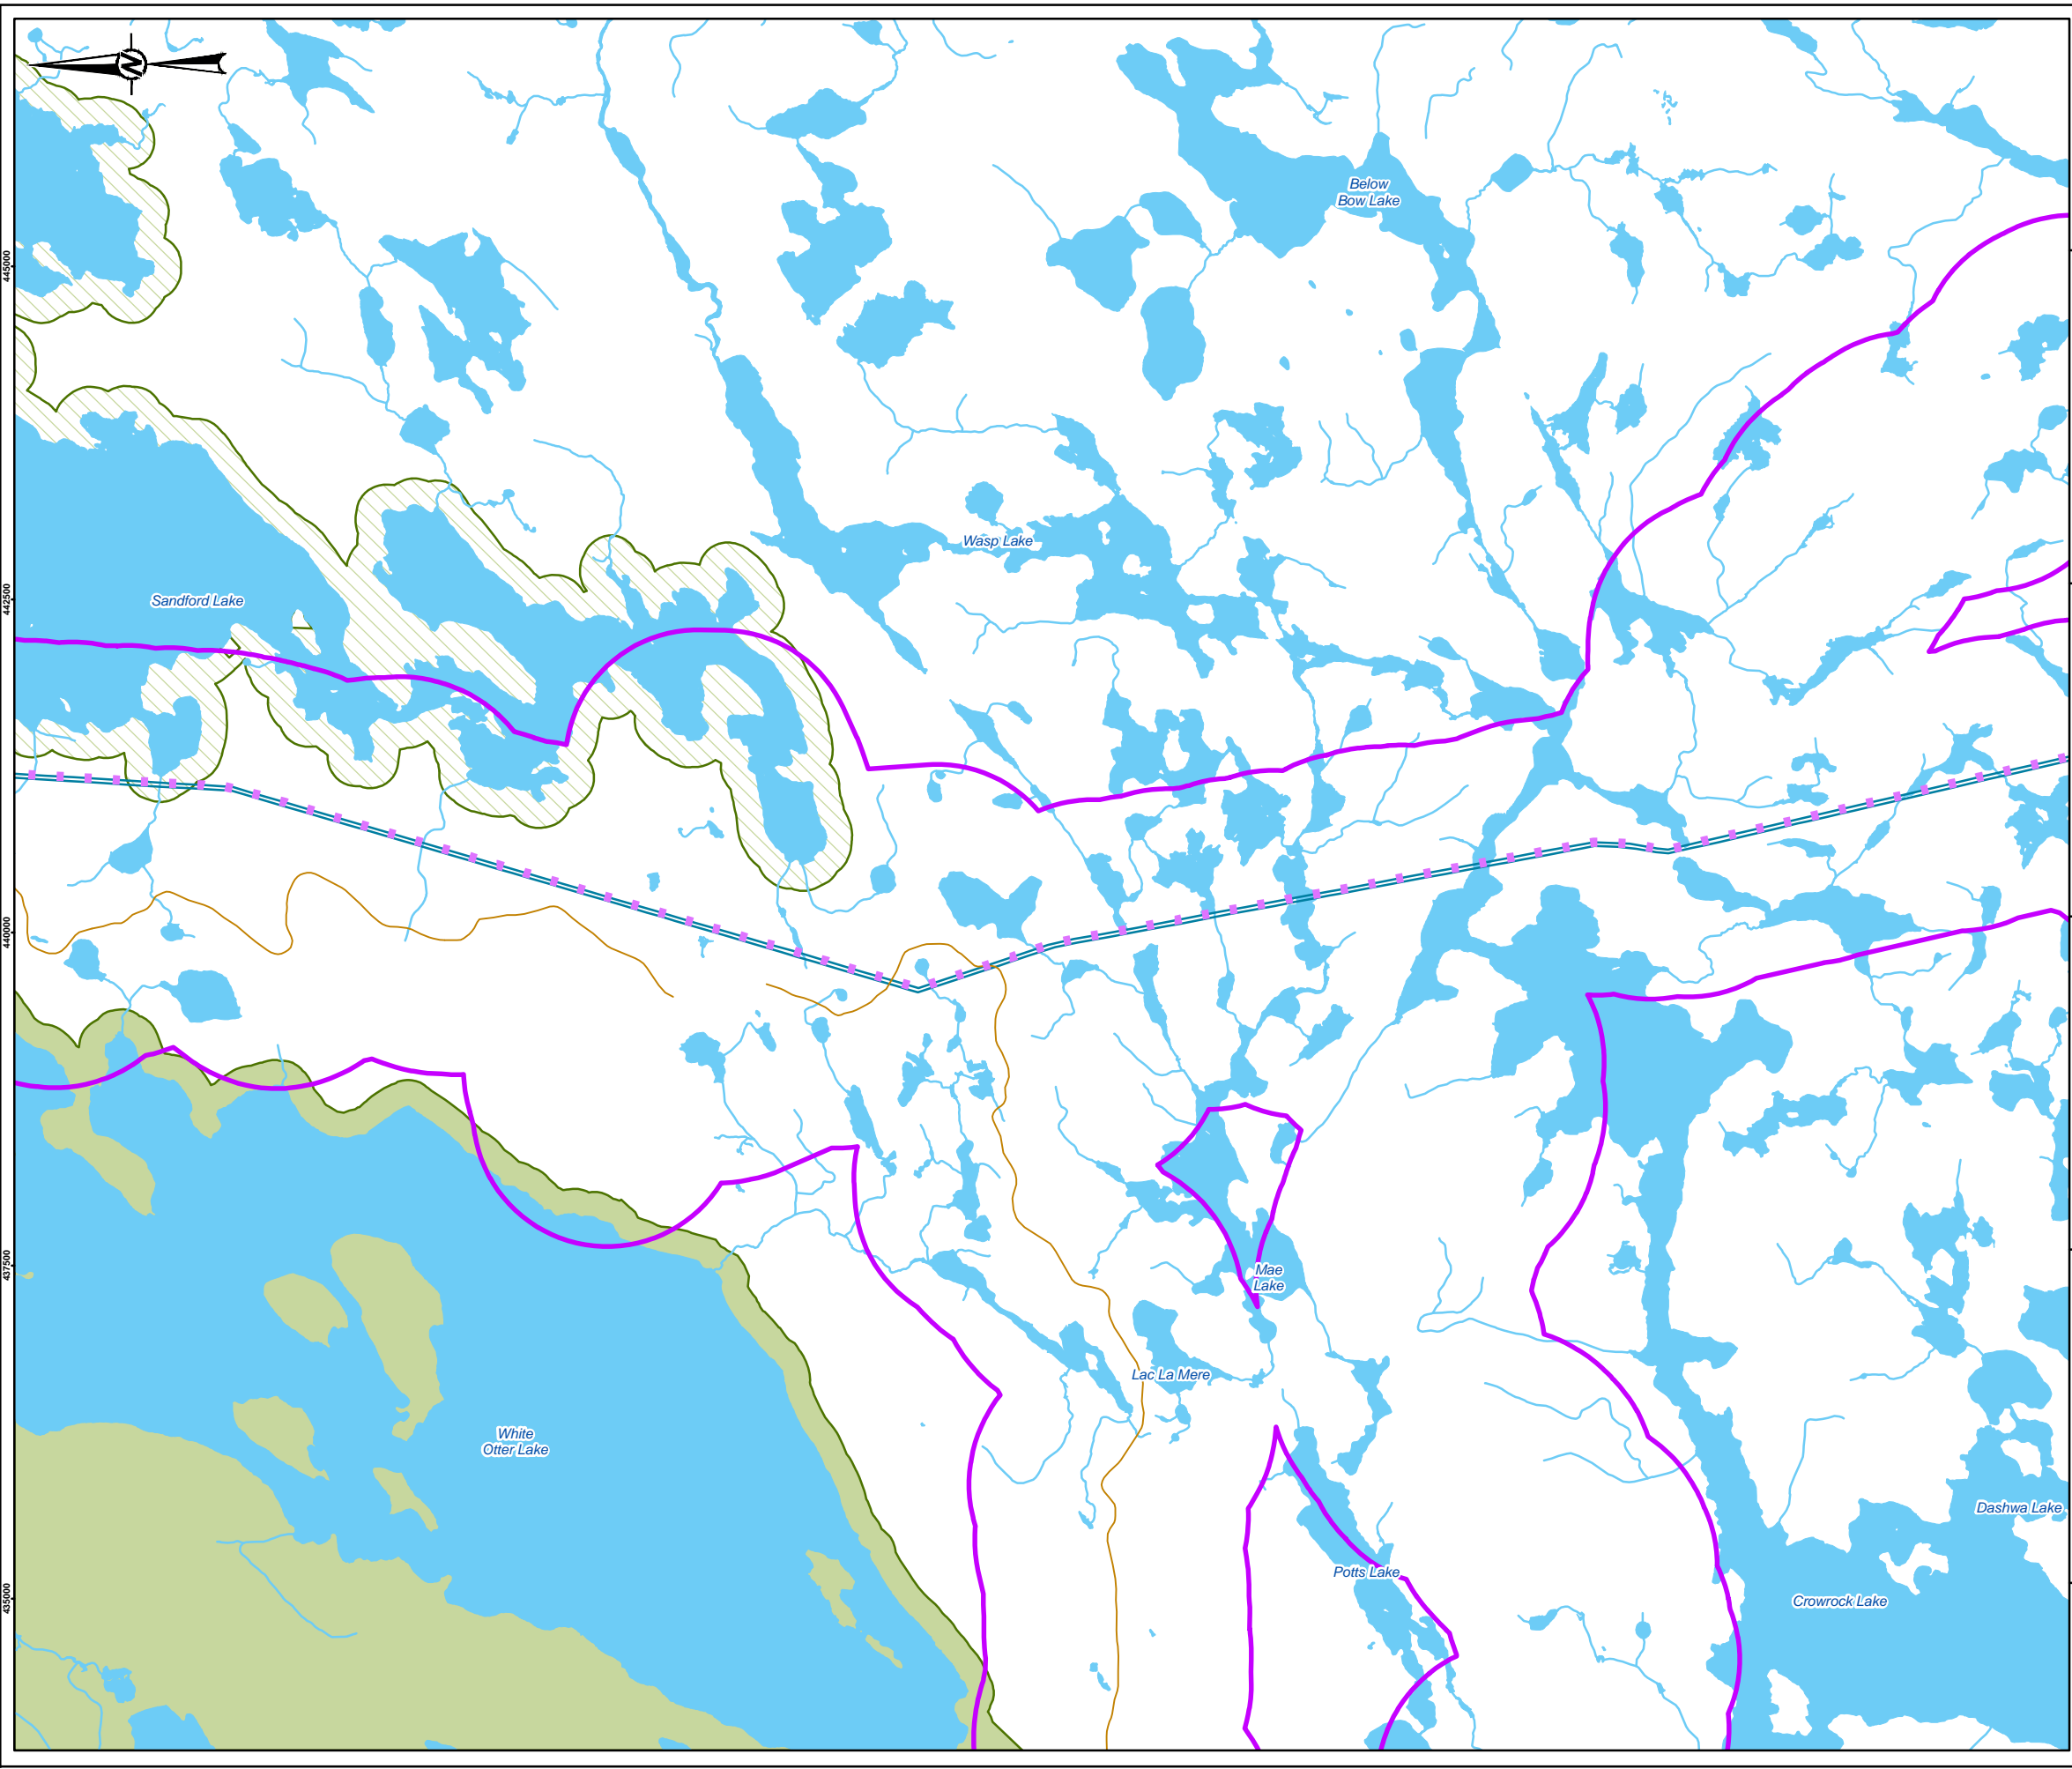 N
445000
Below
Bow Lake
Wasp Lake
442500
Sandford Lake
440000
437500
Mae
Lake
Lac La Mere
White
Otter Lake
Dashwa Lake
Potts Lake
435000
Crowrock Lake